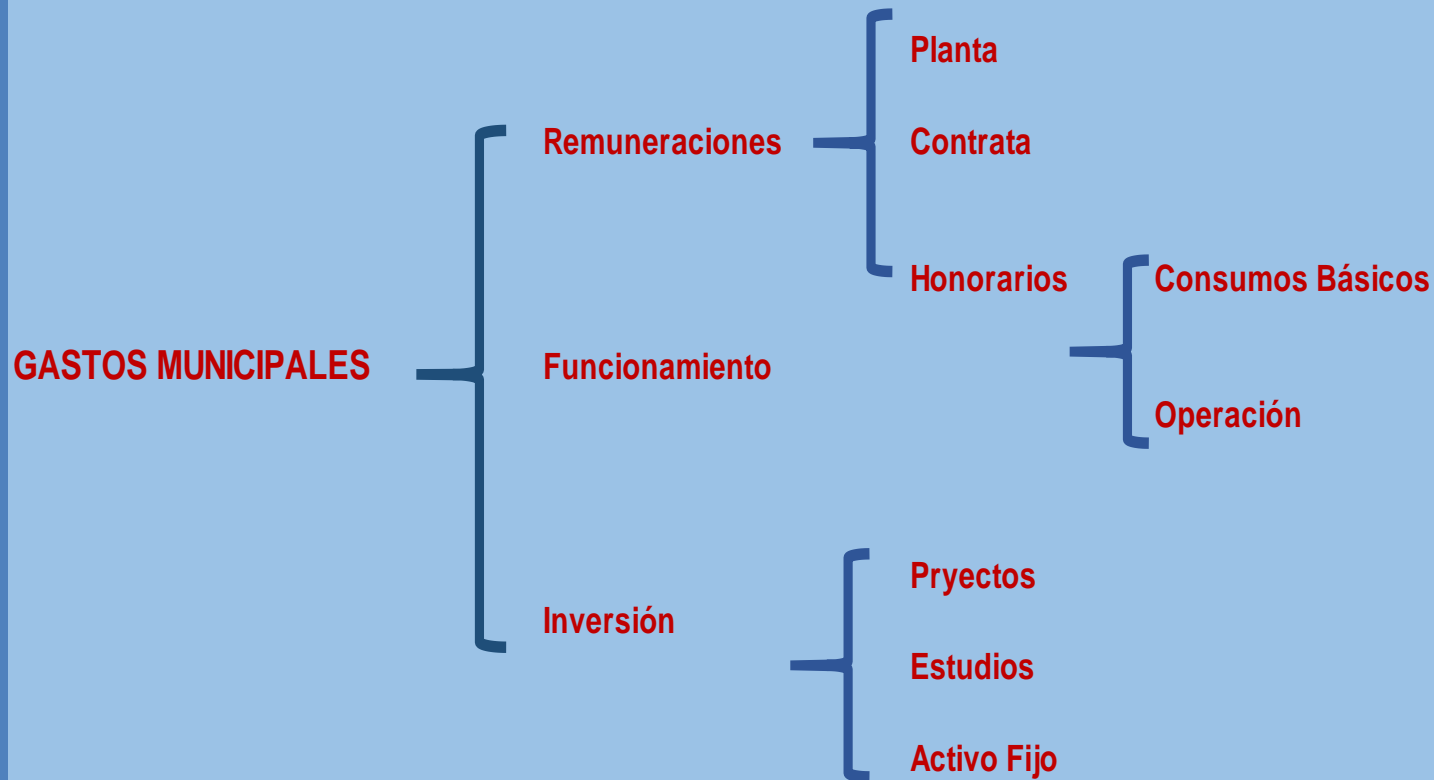 GASTOS MUNICIPALES
Remuneraciones
Planta
Contrata
Honorarios
Funcionamiento
Consumos Básicos
Operación
Inversión
Pryectos
Estudios
Activo Fijo